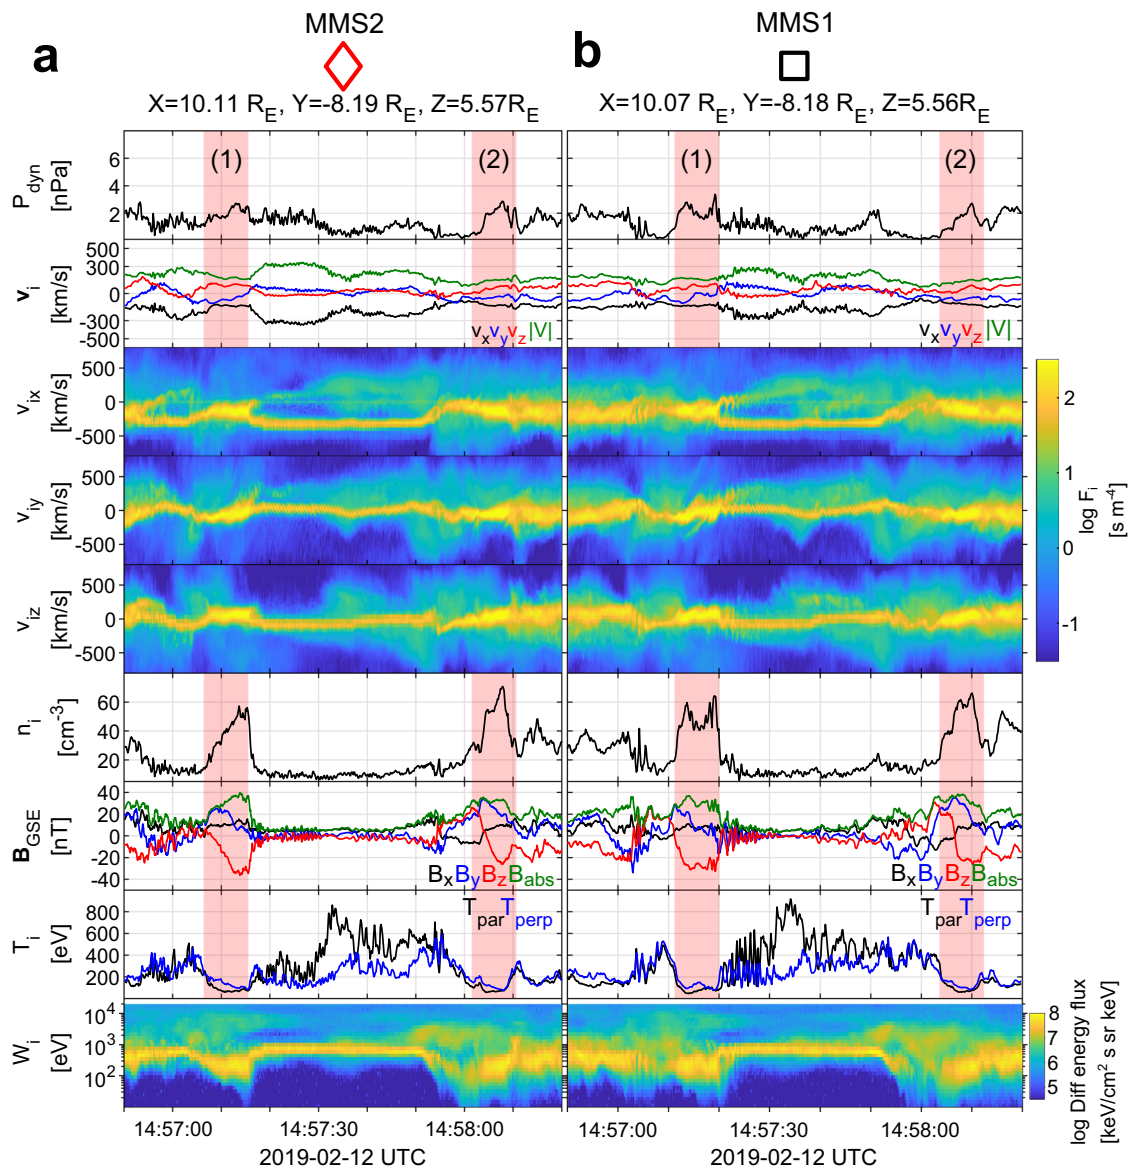 MMS2
MMS1
a
b
X=10.11 R_E, Y=-8.19 R_E, Z=5.57R_E
X=10.07 R_E, Y=-8.18 R_E, Z=5.56R_E
(1)
(2)
(1)
(2)
P_dyn
[nPa]
6
4
2
v_i
[km/s]
500
300
0
-300
-500
v_x v_y v_z |V|
v_x v_y v_z |V|
v_ix
[km/s]
500
0
-500
v_iy
[km/s]
500
0
-500
v_iz
[km/s]
500
0
-500
2
1
0
-1
log F_i
[s m^-4]
n_i
[cm^-3]
60
40
20
B_GSE
[nT]
40
20
0
-20
-40
B_x B_y B_z B_abs
B_x B_y B_z B_abs
T_i
[eV]
800
600
400
200
T_par T_perp
T_par T_perp
W_i
[eV]
10^4
10^3
10^2
8
7
6
5
log Diff energy flux
[keV/cm^2 s sr keV]
14:57:00
14:57:30
14:58:00
14:57:00
14:57:30
14:58:00
2019-02-12 UTC
2019-02-12 UTC